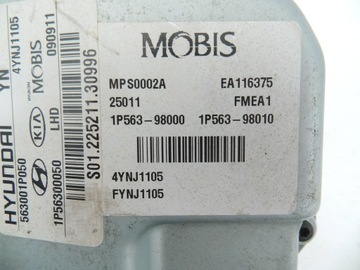 MOBIS
MPS0002A EA116375
25011 FMEA1
1P563-98000 1P563-98010
4YNJ1105
FYNJ1105
HYUNDAI YN 4YNJ1105
563001P050 KIA MOBIS 090911
1P56300050 LHD
S01.225211.30996